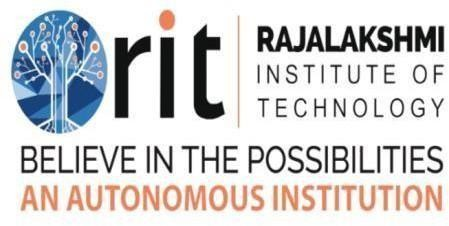 rit
RAJALAKSHMI
INSTITUTE OF
TECHNOLOGY
BELIEVE IN THE POSSIBILITIES
AN AUTONOMOUS INSTITUTION